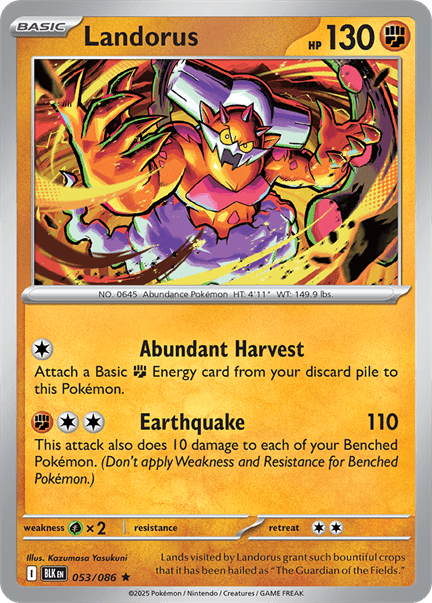 BASIC
Landorus
HP 130
NO. 0645 Abundance Pokémon HT: 4'11" WT: 149.9 lbs.
Abundant Harvest
Attach a Basic Energy card from your discard pile to
this Pokémon.
Earthquake 110
This attack also does 10 damage to each of your Benched
Pokémon. (Don't apply Weakness and Resistance for Benched
Pokémon.)
weakness ×2 resistance retreat
Illus. Kazumasa Yasukuni
Lands visited by Landorus grant such bountiful crops
that it has been hailed as "The Guardian of the Fields."
I BLK EN 053/086 ★
©2025 Pokémon / Nintendo / Creatures / GAME FREAK